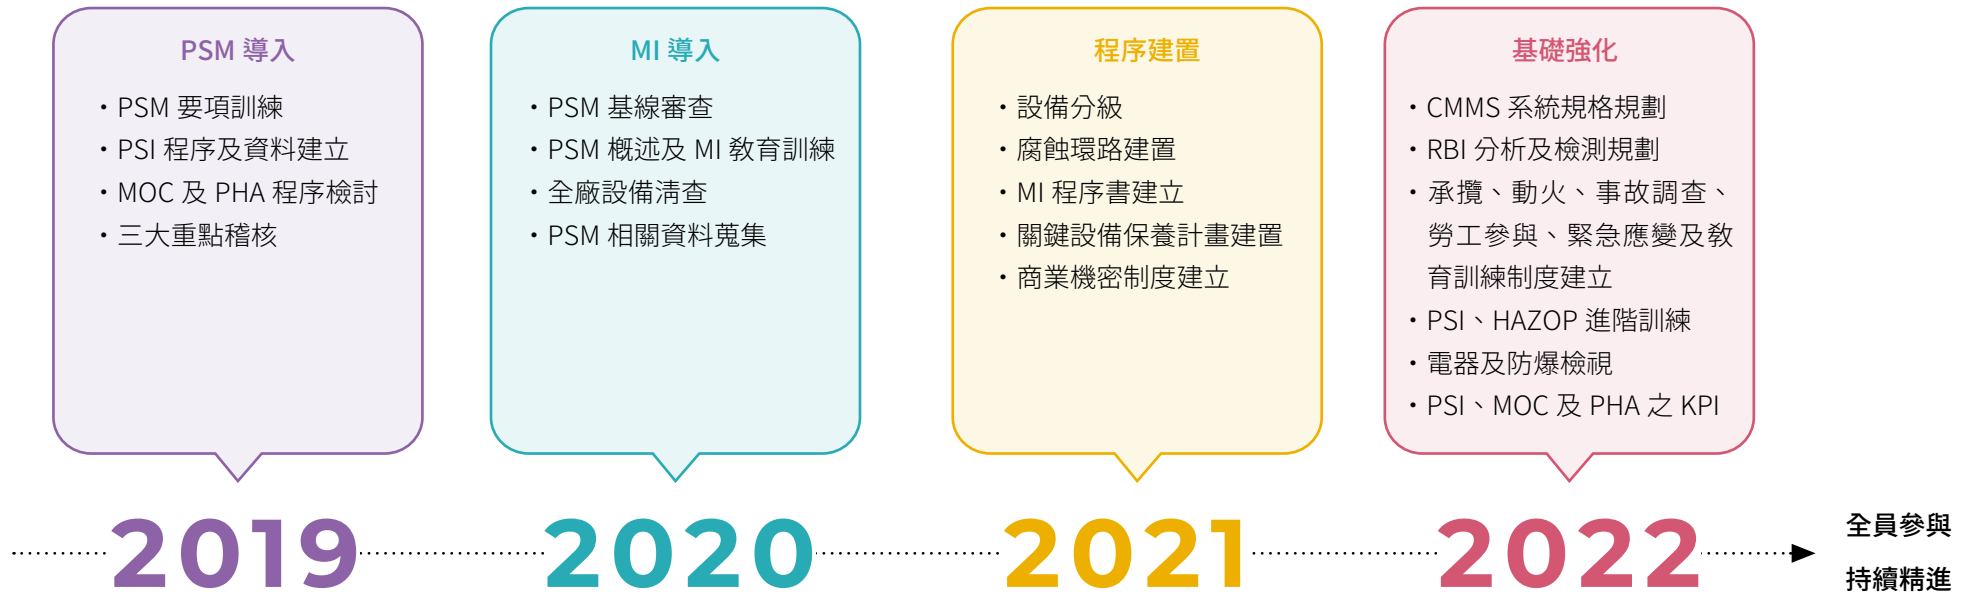 PSM 導入
・PSM 要項訓練
・PSI 程序及資料建立
・MOC 及 PHA 程序檢討
・三大重點稽核
MI 導入
・PSM 基線審查
・PSM 概述及 MI 教育訓練
・全廠設備清查
・PSM 相關資料蒐集
程序建置
・設備分級
・腐蝕環路建置
・MI 程序書建立
・關鍵設備保養計畫建置
・商業機密制度建立
基礎強化
・CMMS 系統規格規劃
・RBI 分析及檢測規劃
・承攬、動火、事故調查、
勞工參與、緊急應變及教
育訓練制度建立
・PSI、HAZOP 進階訓練
・電器及防爆檢視
・PSI、MOC 及 PHA 之 KPI
2019
2020
2021
2022
全員參與
持續精進